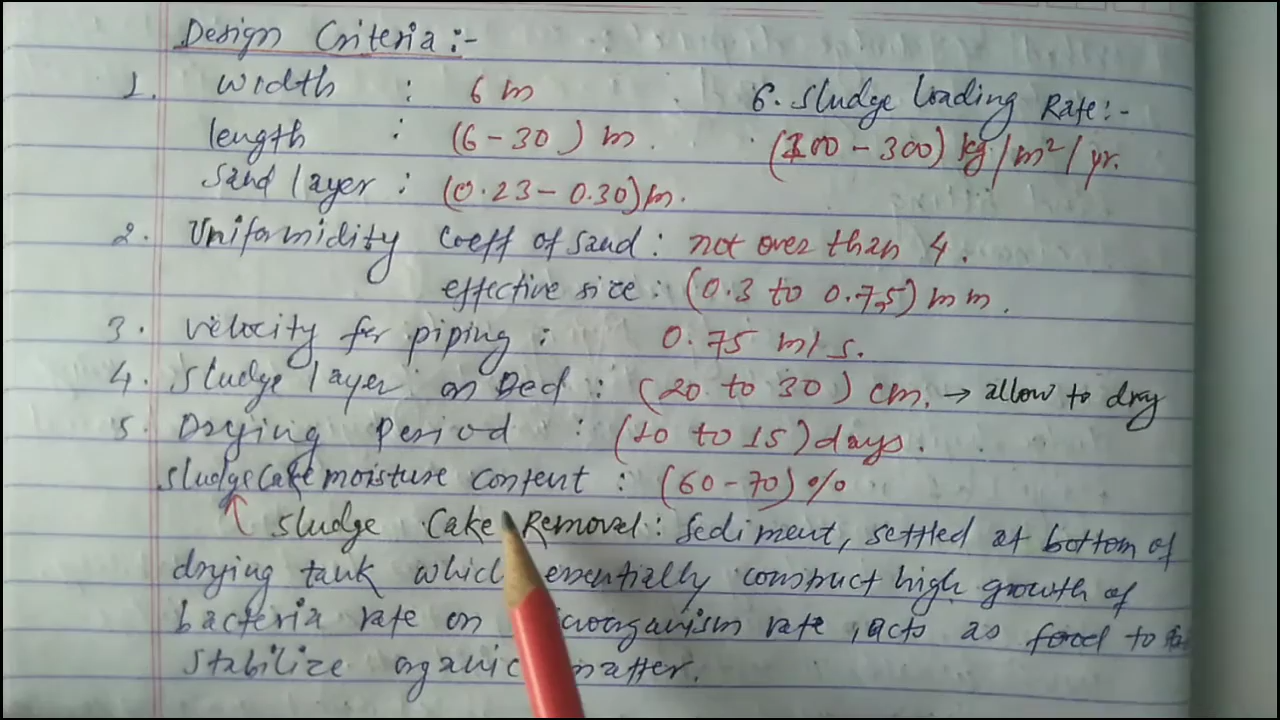 Design Criteria:-
1. width : 6 m
length : (6-30) m.
Sand layer : (0.23-0.30)m.
6. Sludge Loading Rate:-
(100-300) kg/m²/yr.
2. Uniformidity Coeff of sand : not over than 4.
effective size : (0.3 to 0.75) mm.
3. velocity for piping : 0.75 m/s.
4. Sludge layer on Bed : (20 to 30) cm. → allow to dry
5. Drying Period : (10 to 15) days.
Sludge Cake moisture content : (60-70) %
Sludge Cake Removal : Sediment, settled at bottom of
drying tank which essentially construct high growth of
bacteria rate on rate, acts as to
stabilize organic matter.